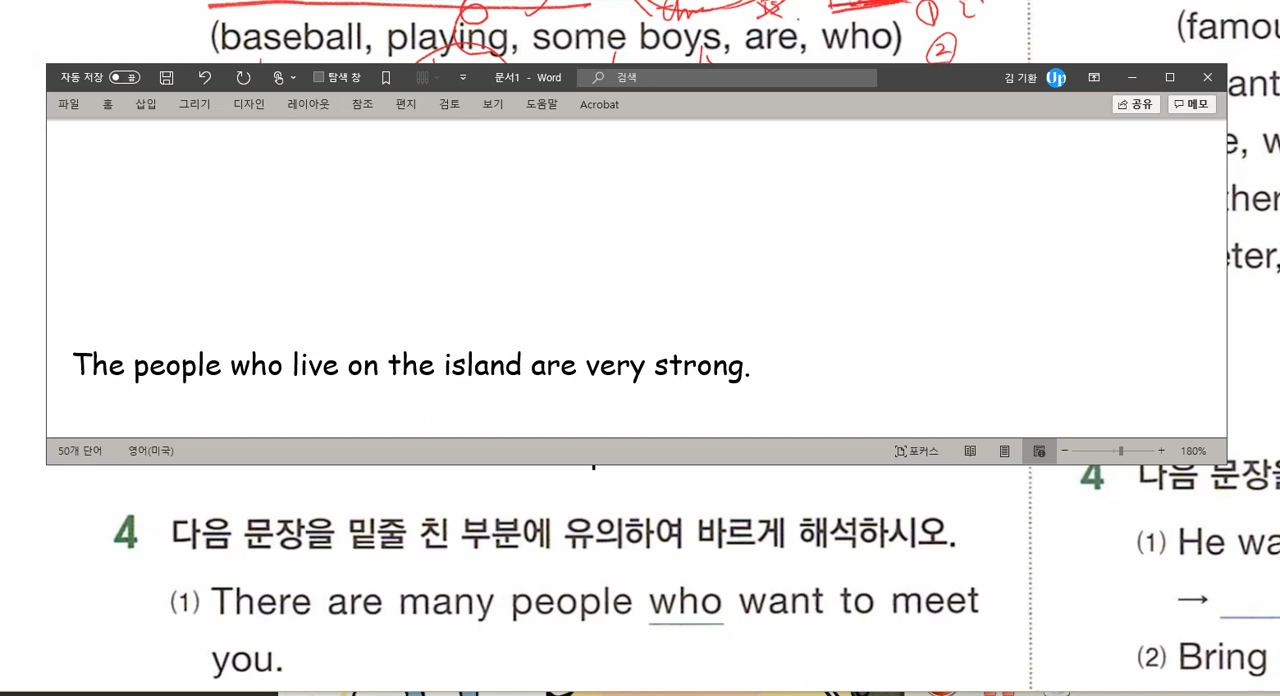 (baseball, playing, some boys, are, who)
①
②
(famou
자동 저장
탐색 창
문서1 - Word
검색
김 기환
Up
파일 홈 삽입 그리기 디자인 레이아웃 참조 편지 검토 보기 도움말 Acrobat
공유 메모
ant
e, w
ther
eter,
The people who live on the island are very strong.
50개 단어 영어(미국)
포커스
180%
4 다음 문장을 밑줄 친 부분에 유의하여 바르게 해석하시오.
(1) There are many people who want to meet
you.
4 다음 문장을
(1) He wa
→
(2) Bring